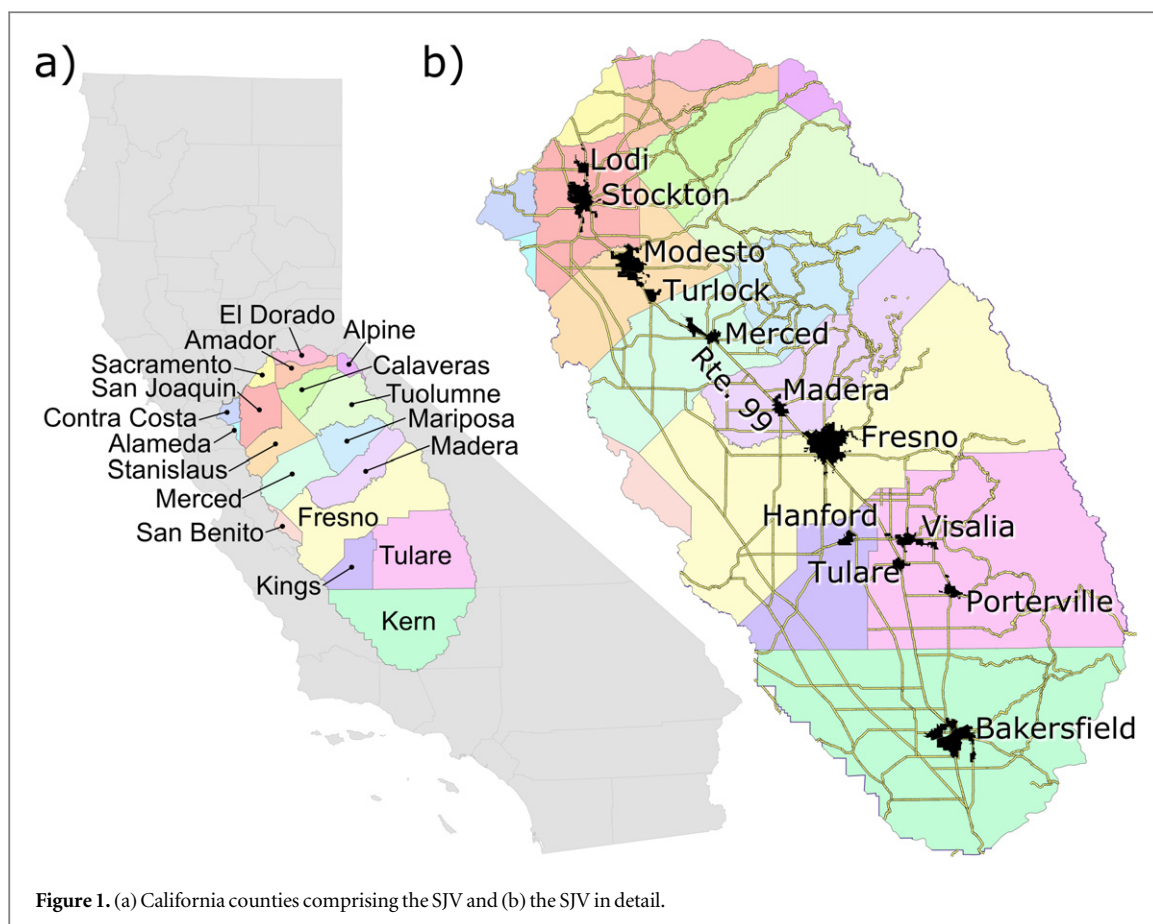 a)
El Dorado
Amador
Alpine
Sacramento
Calaveras
San Joaquin
Tuolumne
Contra Costa
Mariposa
Alameda
Madera
Stanislaus
Merced
San Benito
Fresno
Tulare
Kings
Kern
b)
Lodi
Stockton
Modesto
Turlock
Merced
Rte. 99
Madera
Fresno
Hanford
Visalia
Tulare
Porterville
Bakersfield
Figure 1. (a) California counties comprising the SJV and (b) the SJV in detail.